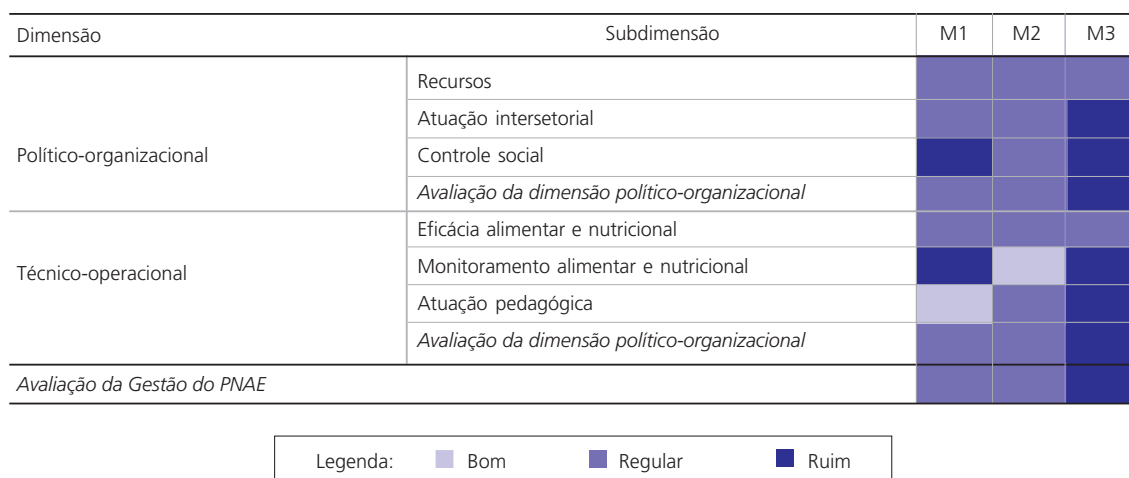 Dimensão Subdimensão M1 M2 M3
Recursos
Atuação intersetorial
Político-organizacional Controle social
Avaliação da dimensão político-organizacional
Eficácia alimentar e nutricional
Técnico-operacional Monitoramento alimentar e nutricional
Atuação pedagógica
Avaliação da dimensão político-organizacional
Avaliação da Gestão do PNAE
Legenda: Bom Regular Ruim